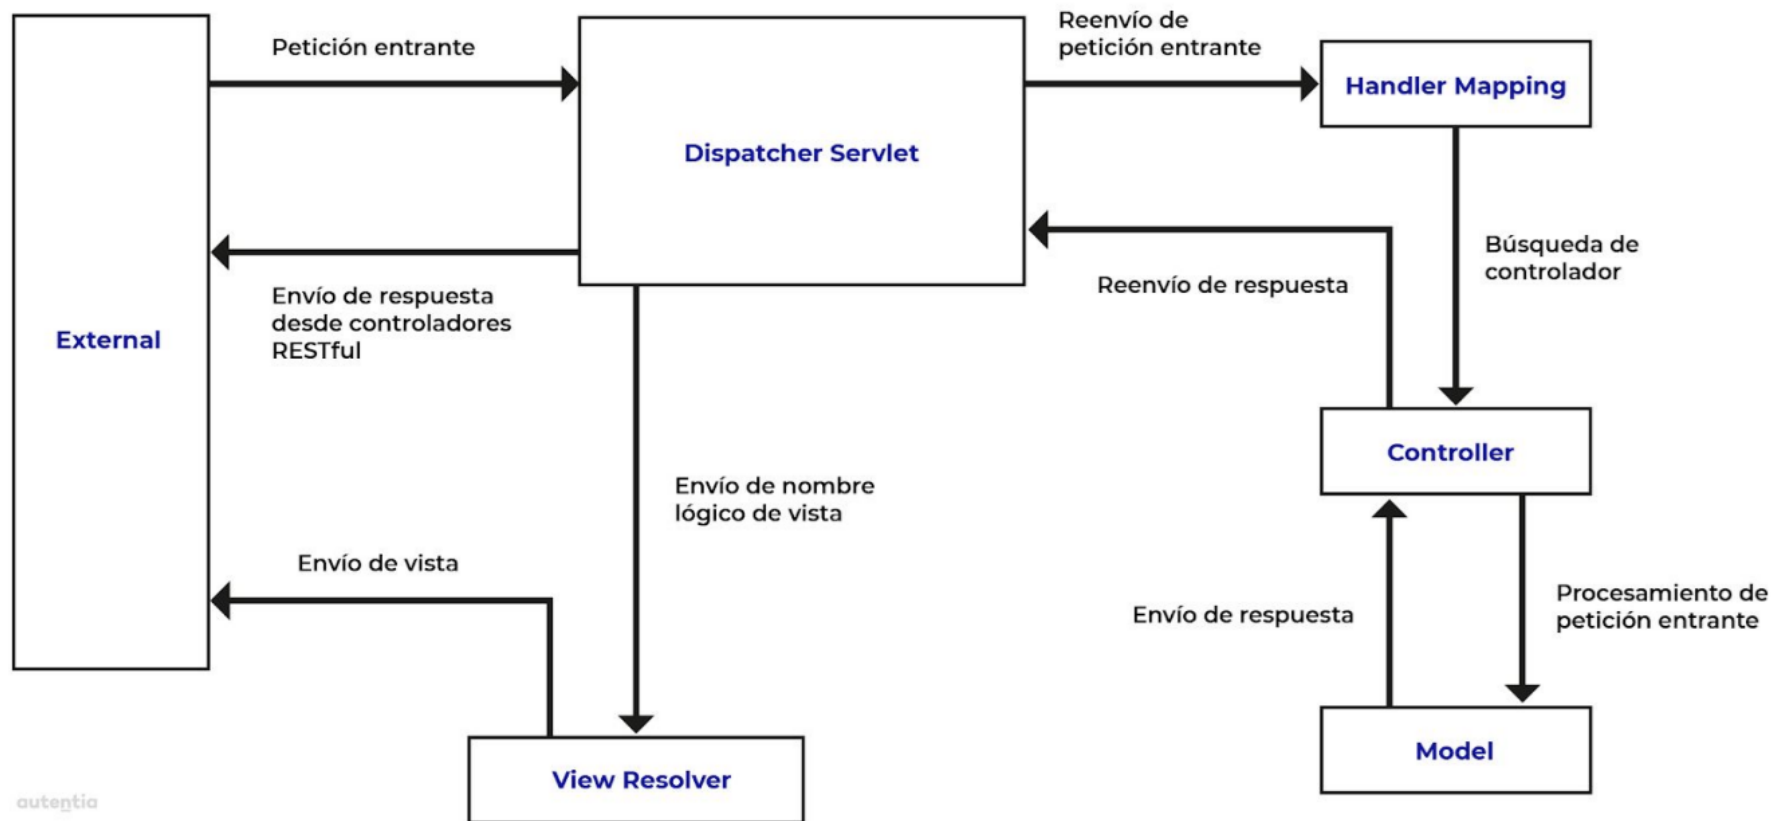 Petición entrante
Reenvío de
petición entrante
Handler Mapping
Dispatcher Servlet
Búsqueda de
controlador
Reenvío de respuesta
Envío de respuesta
desde controladores
RESTful
External
Controller
Envío de nombre
lógico de vista
Envío de vista
Procesamiento de
petición entrante
Envío de respuesta
Model
View Resolver
autentia